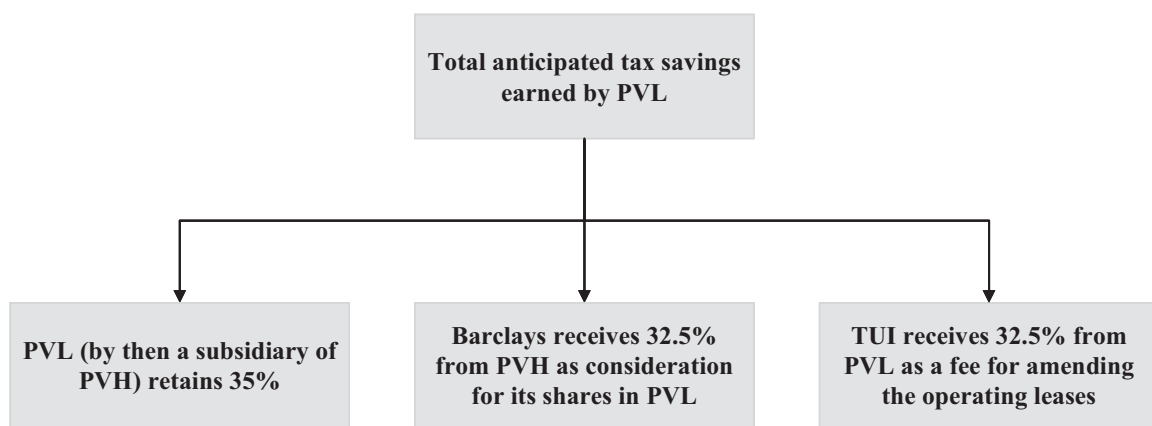 Total anticipated tax savings
earned by PVL
PVL (by then a subsidiary of
PVH) retains 35%
Barclays receives 32.5%
from PVH as consideration
for its shares in PVL
TUI receives 32.5% from
PVL as a fee for amending
the operating leases